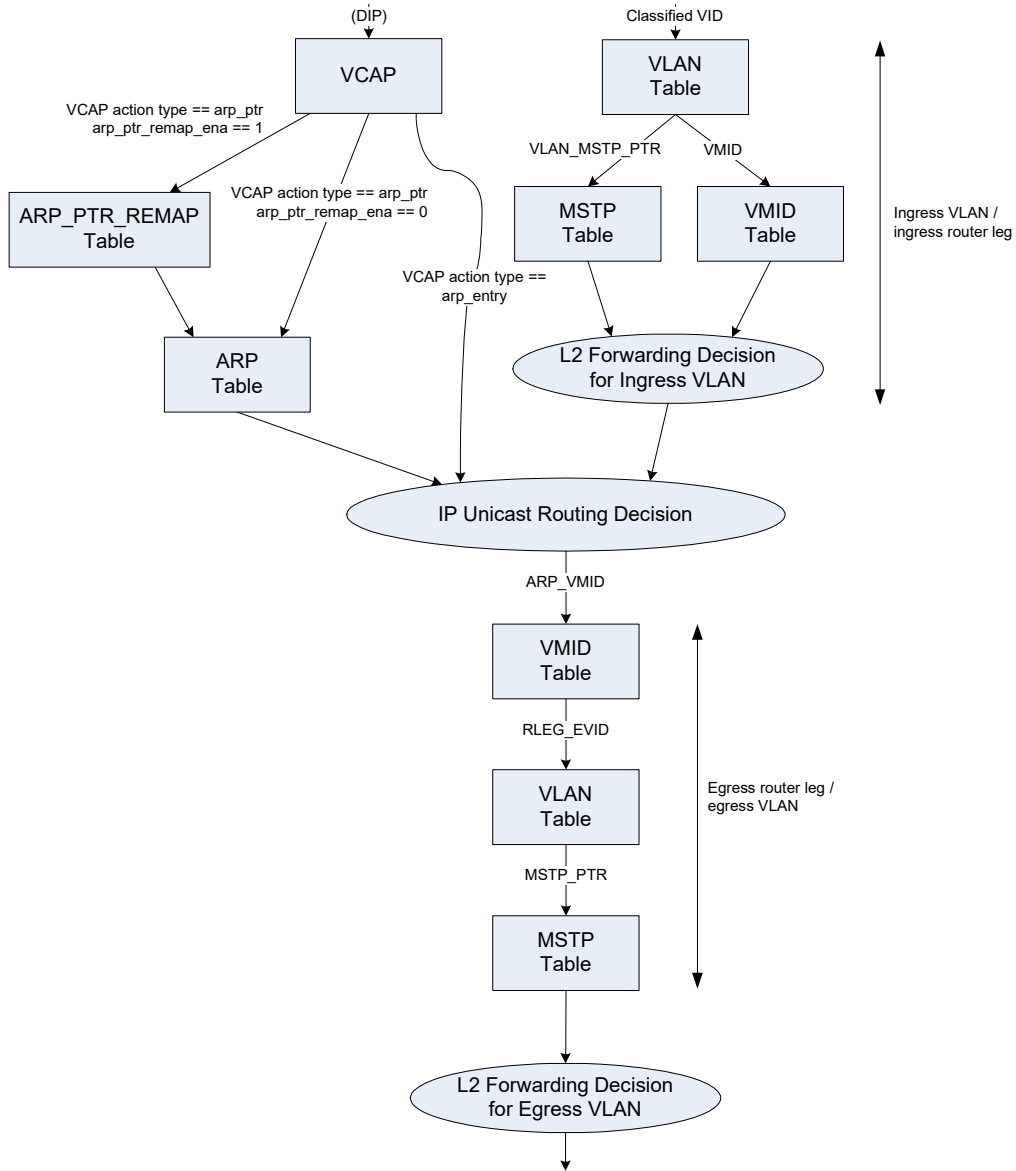 (DIP)
Classified VID
VCAP
VLAN
Table
VCAP action type == arp_ptr
arp_ptr_remap_ena == 1
VLAN_MSTP_PTR
VMID
VCAP action type == arp_ptr
arp_ptr_remap_ena == 0
ARP_PTR_REMAP
Table
MSTP
Table
VMID
Table
Ingress VLAN /
ingress router leg
VCAP action type ==
arp_entry
ARP
Table
L2 Forwarding Decision
for Ingress VLAN
IP Unicast Routing Decision
ARP_VMID
VMID
Table
RLEG_EVID
VLAN
Table
Egress router leg /
egress VLAN
MSTP_PTR
MSTP
Table
L2 Forwarding Decision
for Egress VLAN